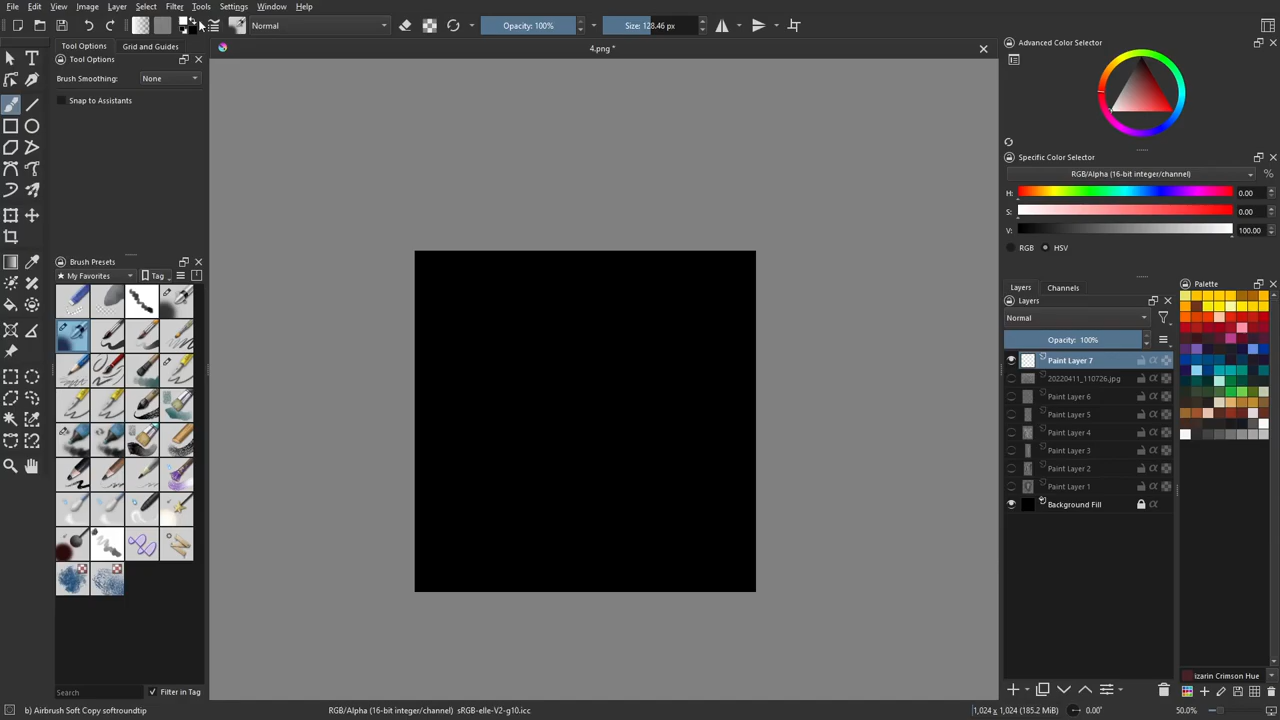 File Edit View Image Layer Select Filter Tools Settings Window Help
Normal
Opacity: 100%
Size: 128.46 px
Tool Options Grid and Guides
4.png *
Advanced Color Selector
Tool Options
Brush Smoothing: None
Snap to Assistants
Specific Color Selector
RGB/Alpha (16-bit integer/channel) %
H: 0.00
S: 0.00
V: 100.00
RGB HSV
Brush Presets
My Favorites Tag
Layers Channels
Palette
Layers
Normal
Opacity: 100%
Paint Layer 7
20220411_110726.jpg
Paint Layer 6
Paint Layer 5
Paint Layer 4
Paint Layer 3
Paint Layer 2
Paint Layer 1
Background Fill
izarin Crimson Hue
Search Filter in Tag
b) Airbrush Soft Copy softroundtip RGB/Alpha (16-bit integer/channel) sRGB-elle-V2-g10.icc 1,024 x 1,024 (185.2 MiB) 0.00° 50.0%